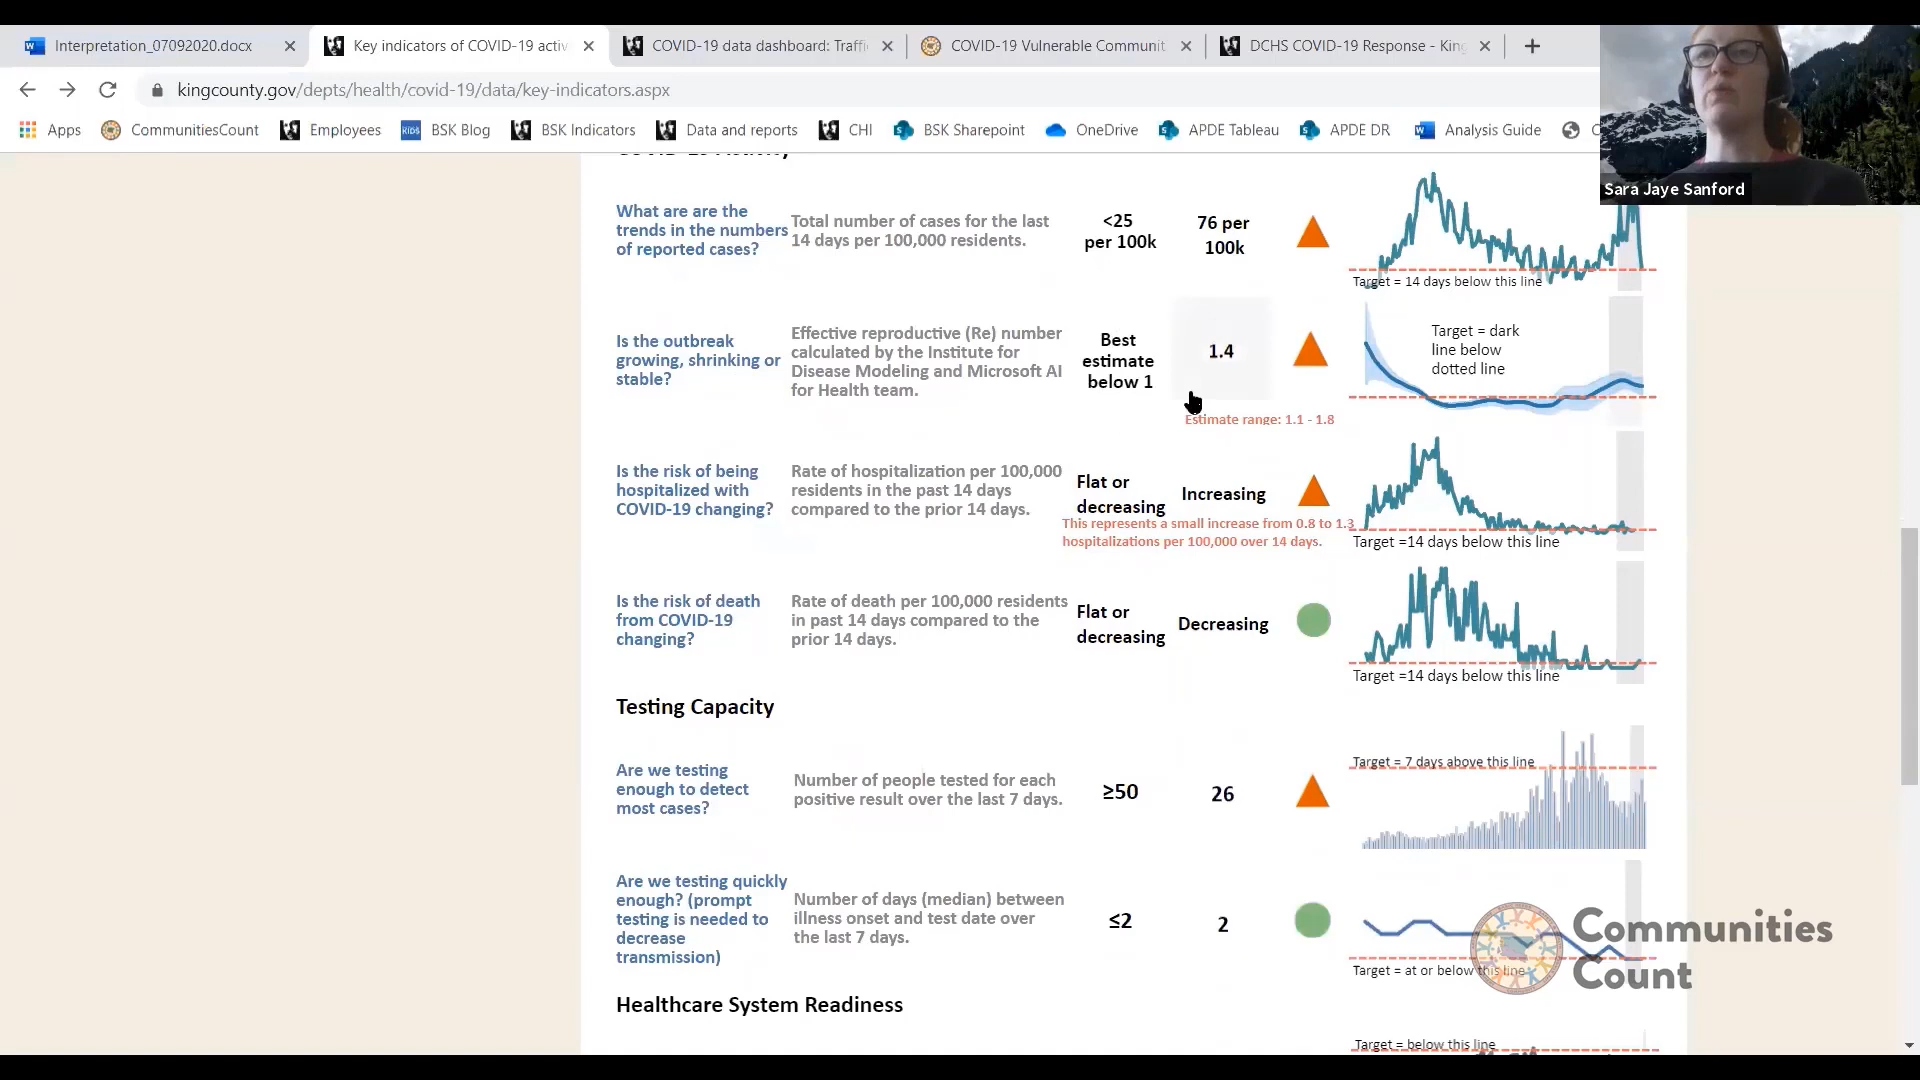 Interpretation_07092020.docx
Key indicators of COVID-19 activ
COVID-19 data dashboard: Traffi
COVID-19 Vulnerable Communit
DCHS COVID-19 Response - King
kingcounty.gov/depts/health/covid-19/data/key-indicators.aspx
Apps
CommunitiesCount
Employees
KIDS
BSK Blog
BSK Indicators
Data and reports
CHI
BSK Sharepoint
OneDrive
APDE Tableau
APDE DR
Analysis Guide
Sara Jaye Sanford
What are are the
trends in the numbers
of reported cases?
Total number of cases for the last
14 days per 100,000 residents.
<25
per 100k
76 per
100k
Target = 14 days below this line
Is the outbreak
growing, shrinking or
stable?
Effective reproductive (Re) number
calculated by the Institute for
Disease Modeling and Microsoft AI
for Health team.
Best
estimate
below 1
1.4
Estimate range: 1.1 - 1.8
Target = dark
line below
dotted line
Is the risk of being
hospitalized with
COVID-19 changing?
Rate of hospitalization per 100,000
residents in the past 14 days
compared to the prior 14 days.
Flat or
decreasing
Increasing
This represents a small increase from 0.8 to 1.3
hospitalizations per 100,000 over 14 days.
Target =14 days below this line
Is the risk of death
from COVID-19
changing?
Rate of death per 100,000 residents
in past 14 days compared to the
prior 14 days.
Flat or
decreasing
Decreasing
Target =14 days below this line
Testing Capacity
Are we testing
enough to detect
most cases?
Number of people tested for each
positive result over the last 7 days.
≥50
26
Target = 7 days above this line
Are we testing quickly
enough? (prompt
testing is needed to
decrease
transmission)
Number of days (median) between
illness onset and test date over
the last 7 days.
≤2
2
Target = at or below this line
Communities
Count
Healthcare System Readiness
Target = below this line